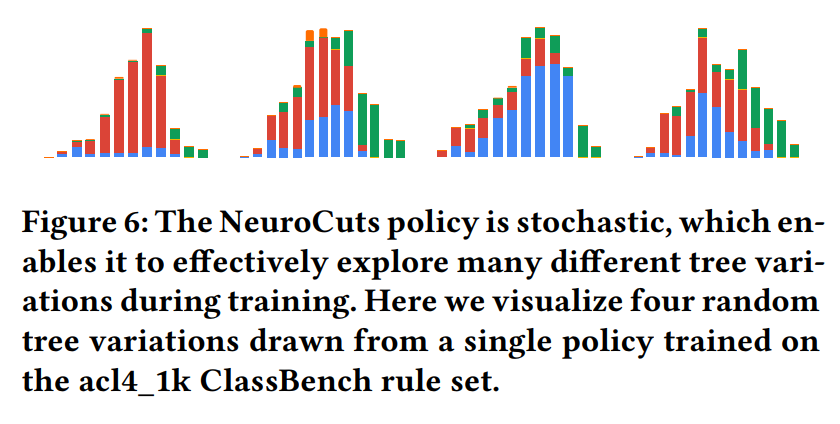 Figure 6: The NeuroCuts policy is stochastic, which en-
ables it to effectively explore many different tree vari-
ations during training. Here we visualize four random
tree variations drawn from a single policy trained on
the acl4_1k ClassBench rule set.